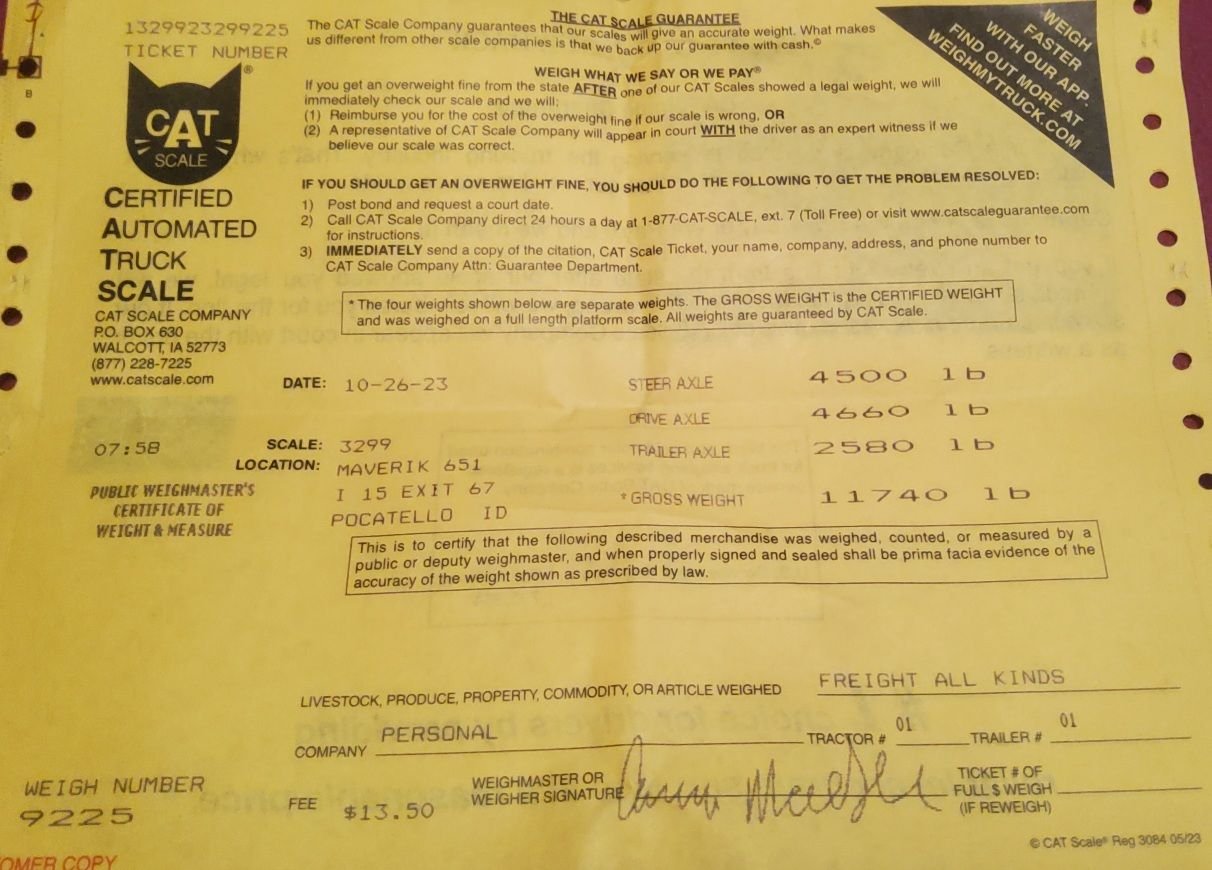 1329923299225
TICKET NUMBER
CAT
SCALE
®
CERTIFIED
AUTOMATED
TRUCK
SCALE
CAT SCALE COMPANY
P.O. BOX 630
WALCOTT, IA 52773
(877) 228-7225
www.catscale.com
THE CAT SCALE GUARANTEE
The CAT Scale Company guarantees that our scales will give an accurate weight. What makes
us different from other scale companies is that we back up our guarantee with cash.©
WEIGH WHAT WE SAY OR WE PAY®
If you get an overweight fine from the state AFTER one of our CAT Scales showed a legal weight, we will
immediately check our scale and we will:
(1) Reimburse you for the cost of the overweight fine if our scale is wrong, OR
(2) A representative of CAT Scale Company will appear in court WITH the driver as an expert witness if we
believe our scale was correct.
WEIGH
FASTER
WITH OUR APP.
FIND OUT MORE AT
WEIGHMYTRUCK.COM
IF YOU SHOULD GET AN OVERWEIGHT FINE, YOU SHOULD DO THE FOLLOWING TO GET THE PROBLEM RESOLVED:
1) Post bond and request a court date.
2) Call CAT Scale Company direct 24 hours a day at 1-877-CAT-SCALE, ext. 7 (Toll Free) or visit www.catscaleguarantee.com
for instructions.
3) IMMEDIATELY send a copy of the citation, CAT Scale Ticket, your name, company, address, and phone number to
CAT Scale Company Attn: Guarantee Department.
* The four weights shown below are separate weights. The GROSS WEIGHT is the CERTIFIED WEIGHT
and was weighed on a full length platform scale. All weights are guaranteed by CAT Scale.
DATE: 10-26-23
STEER AXLE 4500 lb
DRIVE AXLE 4660 lb
07:58
SCALE: 3299
TRAILER AXLE 2580 lb
LOCATION: MAVERIK 651
I 15 EXIT 67
POCATELLO ID
* GROSS WEIGHT 11740 lb
PUBLIC WEIGHMASTER'S
CERTIFICATE OF
WEIGHT & MEASURE
This is to certify that the following described merchandise was weighed, counted, or measured by a
public or deputy weighmaster, and when properly signed and sealed shall be prima facia evidence of the
accuracy of the weight shown as prescribed by law.
LIVESTOCK, PRODUCE, PROPERTY, COMMODITY, OR ARTICLE WEIGHED FREIGHT ALL KINDS
COMPANY PERSONAL TRACTOR # 01 TRAILER # 01
WEIGH NUMBER
9225
FEE $13.50
WEIGHMASTER OR
WEIGHER SIGNATURE
TICKET # OF
FULL $ WEIGH
(IF REWEIGH)
© CAT Scale® Reg 3084 05/23
OMER COPY